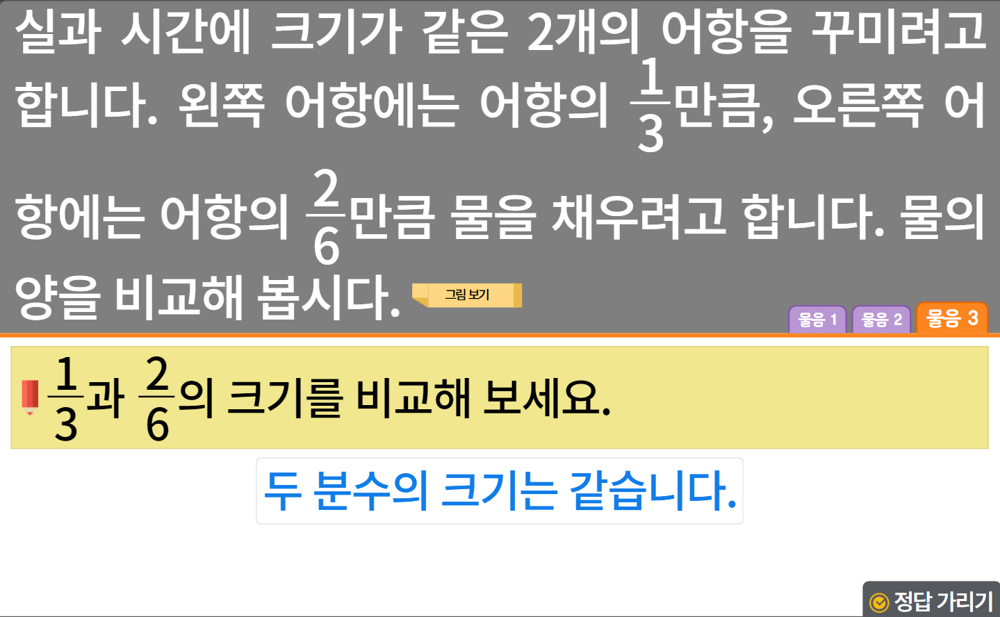 실과 시간에 크기가 같은 2개의 어항을 꾸미려고
합니다. 왼쪽 어항에는 어항의 1/3만큼, 오른쪽 어
항에는 어항의 2/6만큼 물을 채우려고 합니다. 물의
양을 비교해 봅시다. 그림 보기
물음 1 물음 2 물음 3
1/3과 2/6의 크기를 비교해 보세요.
두 분수의 크기는 같습니다.
정답 가리기